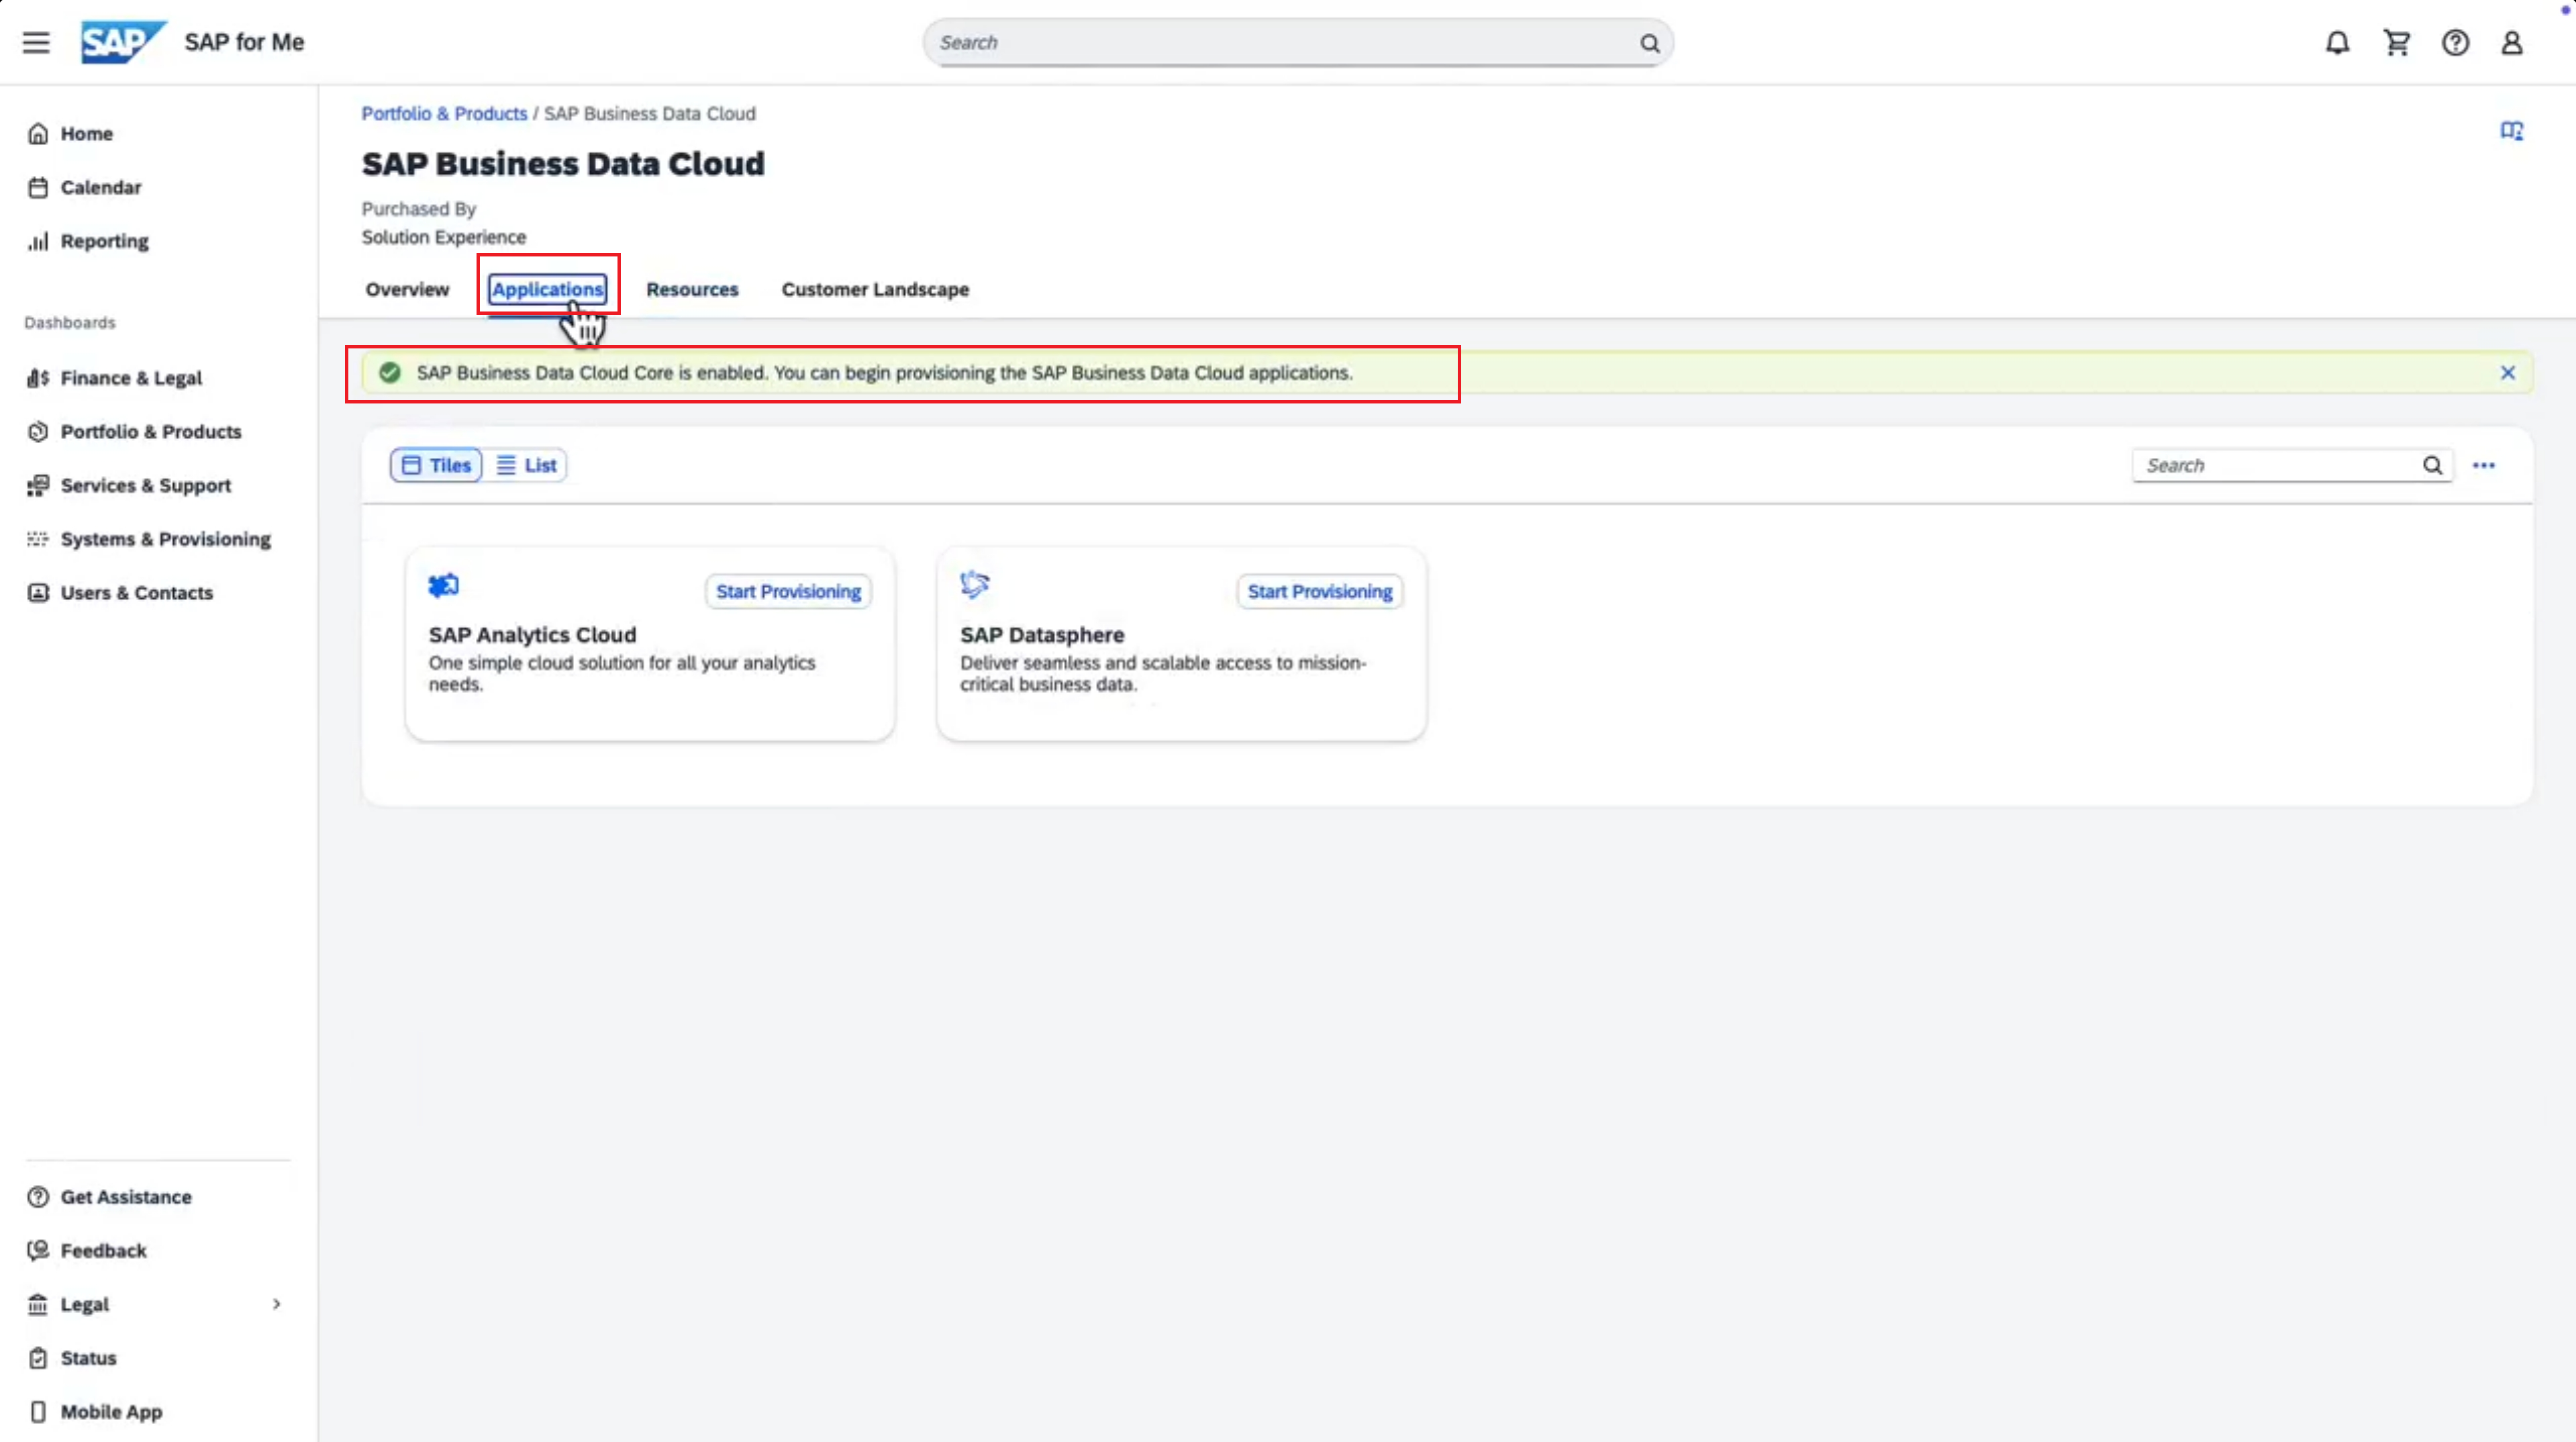 SAP SAP for Me
Search
Home
Calendar
Reporting
Dashboards
Finance & Legal
Portfolio & Products
Services & Support
Systems & Provisioning
Users & Contacts
Get Assistance
Feedback
Legal
Status
Mobile App
Portfolio & Products / SAP Business Data Cloud
SAP Business Data Cloud
Purchased By
Solution Experience
Overview Applications Resources Customer Landscape
SAP Business Data Cloud Core is enabled. You can begin provisioning the SAP Business Data Cloud applications.
Tiles List Search
Start Provisioning
SAP Analytics Cloud
One simple cloud solution for all your analytics
needs.
Start Provisioning
SAP Datasphere
Deliver seamless and scalable access to mission-
critical business data.